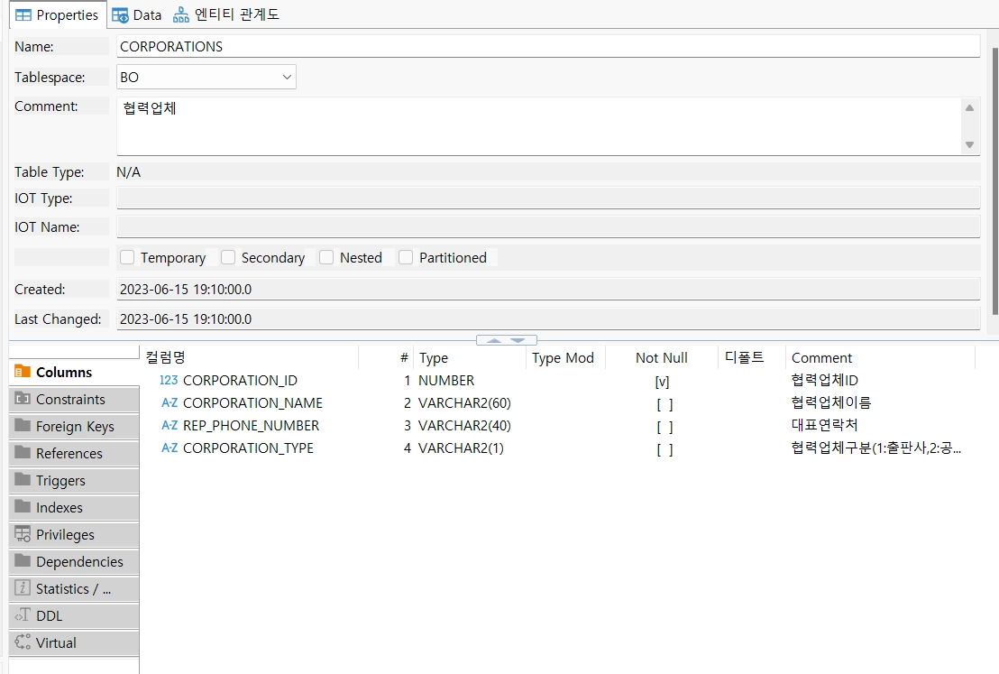 Properties Data 엔티티 관계도
Name: CORPORATIONS
Tablespace: BO
Comment: 협력업체
Table Type: N/A
IOT Type:
IOT Name:
Temporary Secondary Nested Partitioned
Created: 2023-06-15 19:10:00.0
Last Changed: 2023-06-15 19:10:00.0
Columns
Constraints
Foreign Keys
References
Triggers
Indexes
Privileges
Dependencies
Statistics / ...
DDL
Virtual
컬럼명 # Type Type Mod Not Null 디폴트 Comment
123 CORPORATION_ID 1 NUMBER [v] 협력업체ID
A-Z CORPORATION_NAME 2 VARCHAR2(60) [ ] 협력업체이름
A-Z REP_PHONE_NUMBER 3 VARCHAR2(40) [ ] 대표연락처
A-Z CORPORATION_TYPE 4 VARCHAR2(1) [ ] 협력업체구분(1:출판사,2:공...